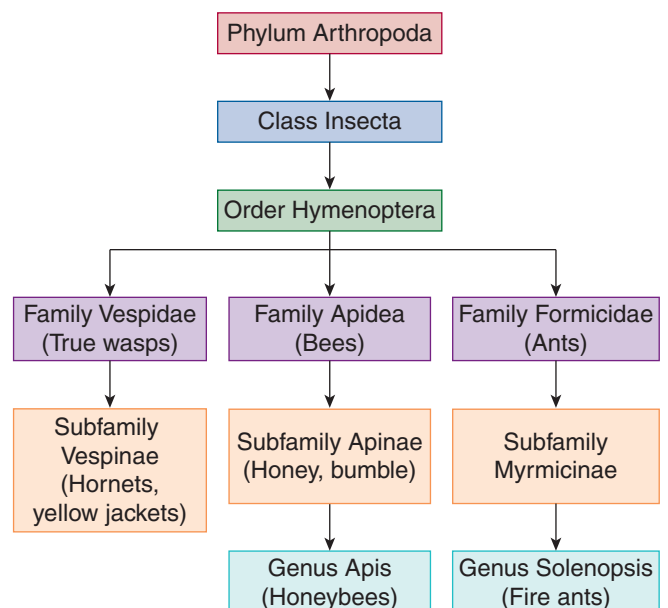 Phylum Arthropoda
Class Insecta
Order Hymenoptera
Family Vespidae
(True wasps)
Family Apidea
(Bees)
Family Formicidae
(Ants)
Subfamily
Vespinae
(Hornets,
yellow jackets)
Subfamily Apinae
(Honey, bumble)
Subfamily
Myrmicinae
Genus Apis
(Honeybees)
Genus Solenopsis
(Fire ants)